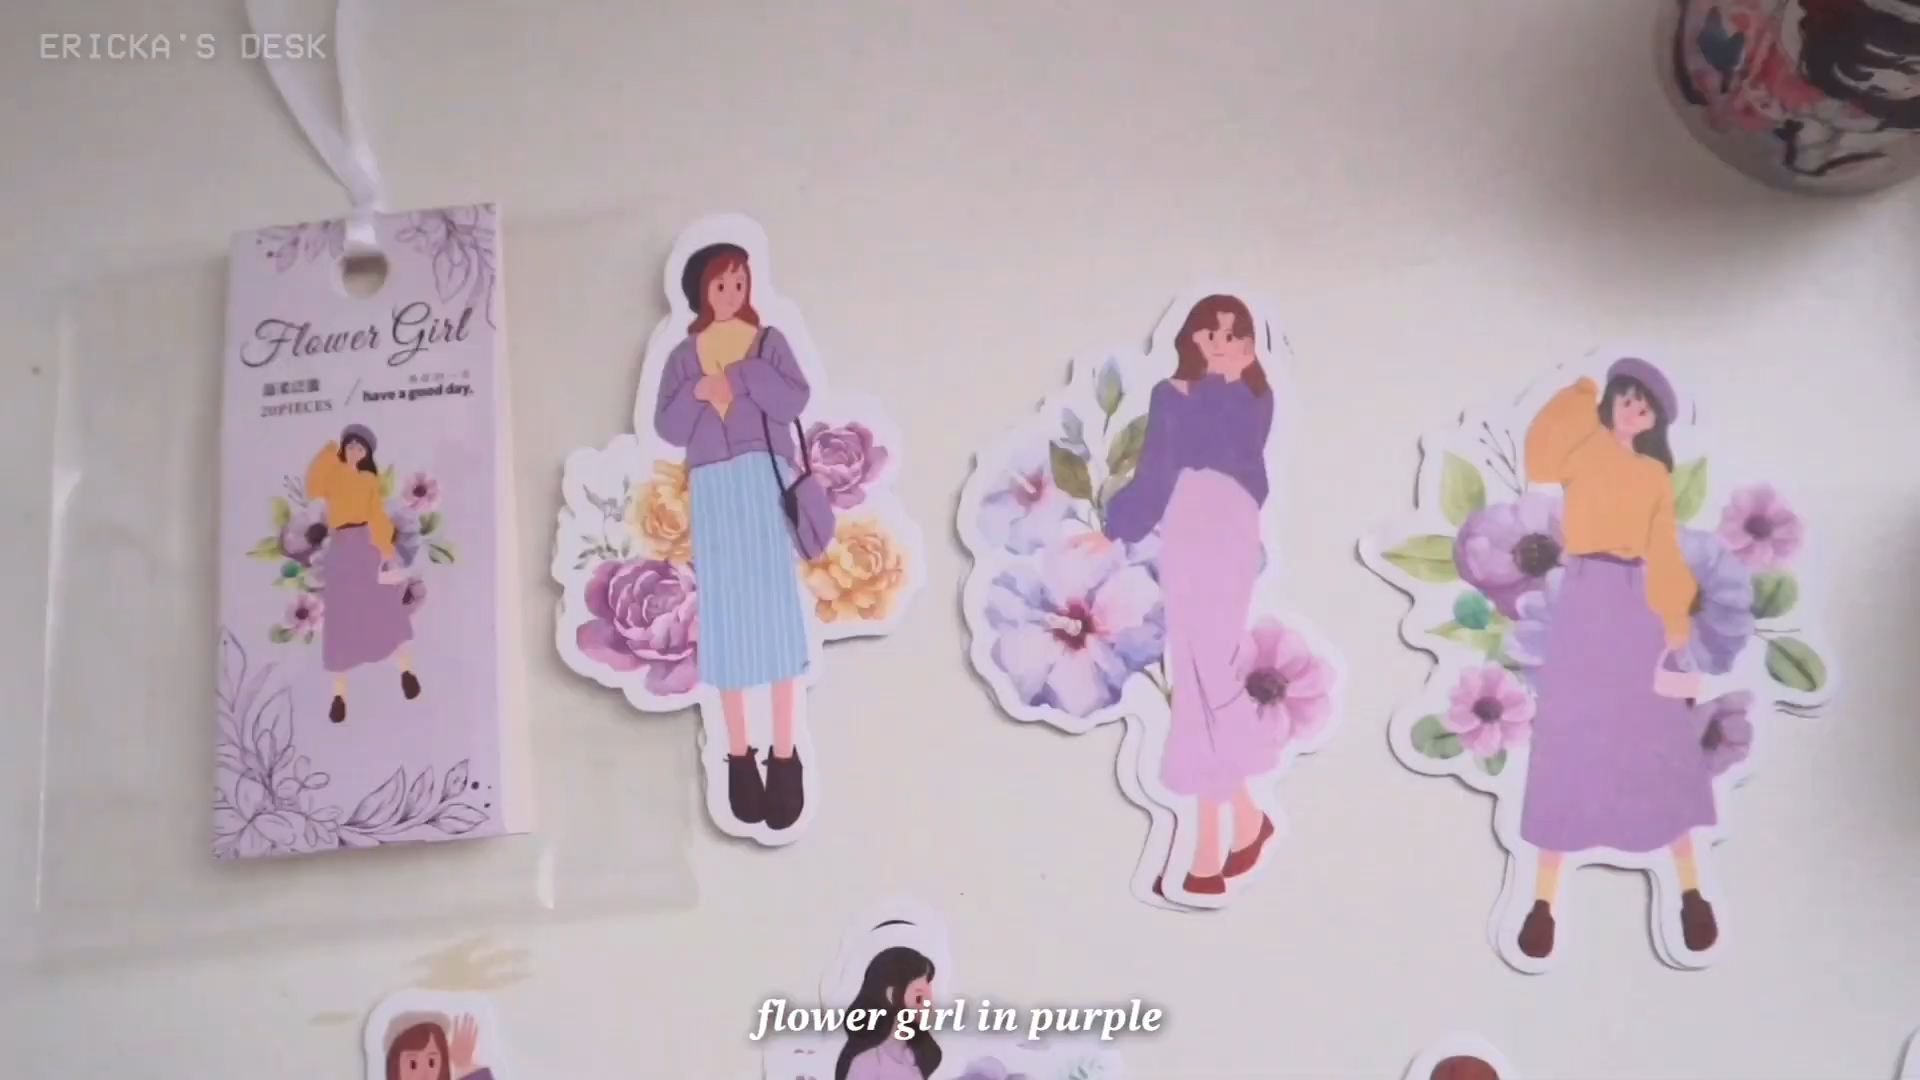 ERICKA'S DESK
Flower Girl
20PIECES
have a good day.
flower girl in purple